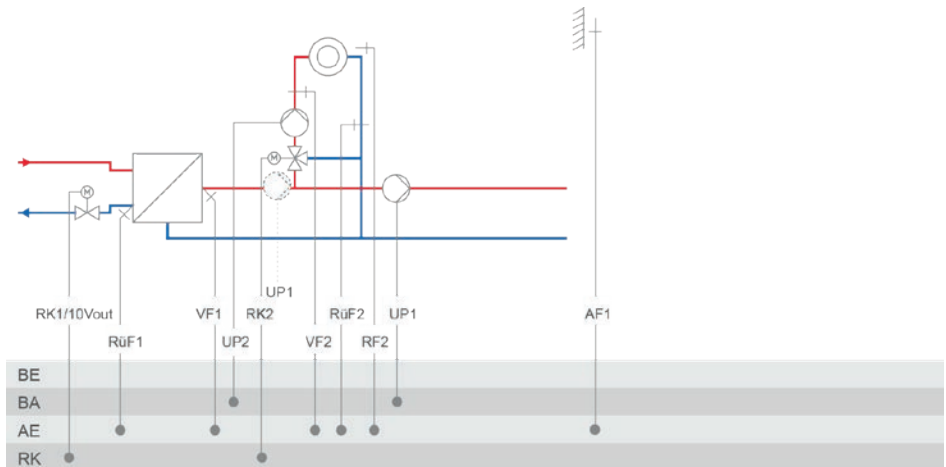 M
M
UP1
RK1/10Vout
VF1
RK2
RüF2
UP1
AF1
RüF1
UP2
VF2
RF2
BE
BA
AE
RK